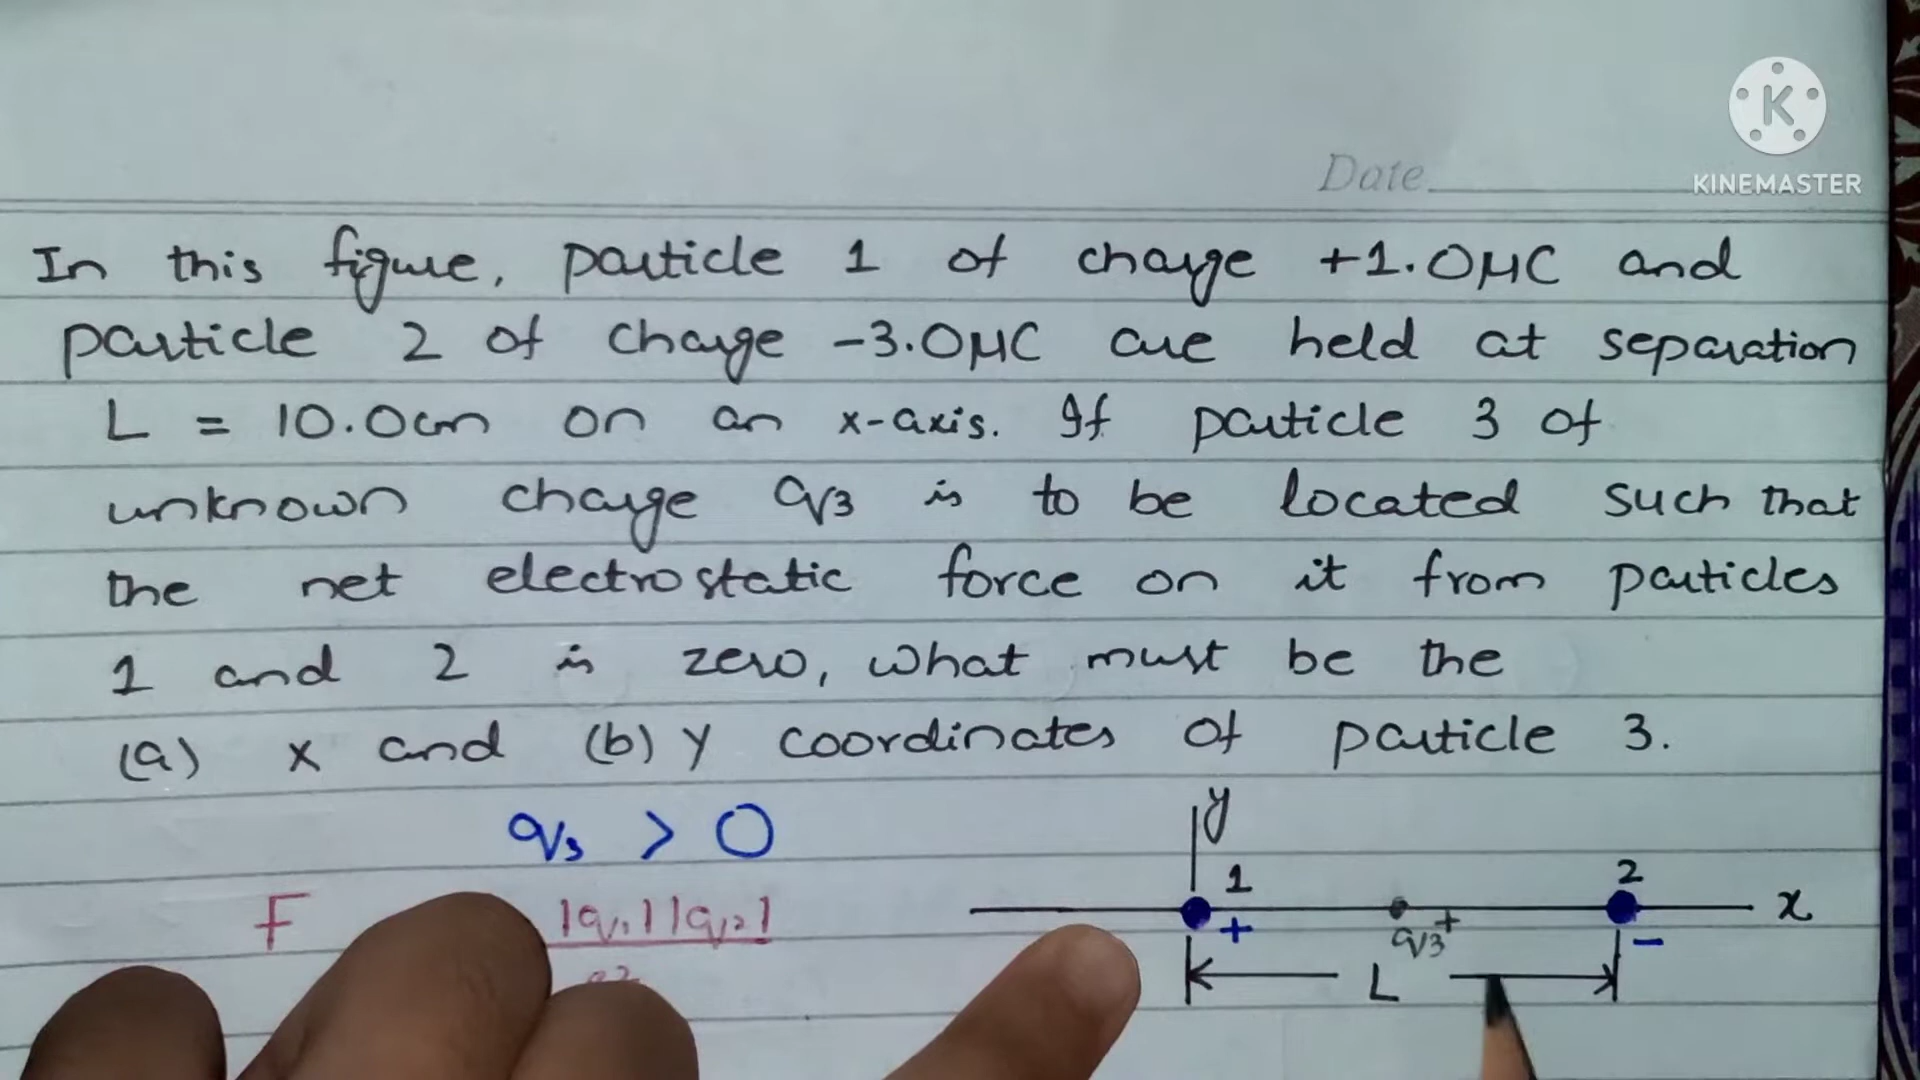 KINEMASTER
Date
In this figure, particle 1 of charge +1.0μC and
particle 2 of charge -3.0μC are held at separation
L = 10.0cm on an x-axis. If particle 3 of
unknown charge q3 is to be located such that
the net electrostatic force on it from particles
1 and 2 is zero, what must be the
(a) x and (b) y coordinates of particle 3.
q3 > 0
F |q1||q2|
y
1 2 x
+ q3+ -
L